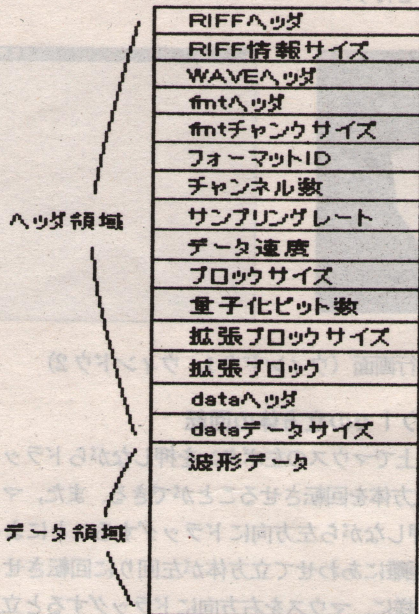 RIFFヘッダ
RIFF情報サイズ
WAVEヘッダ
fmtヘッダ
fmtチャンクサイズ
フォーマットID
チャンネル数
ヘッダ領域
サンプリングレート
データ速度
ブロックサイズ
量子化ビット数
拡張ブロックサイズ
拡張ブロック
dataヘッダ
dataデータサイズ
波形データ
データ領域